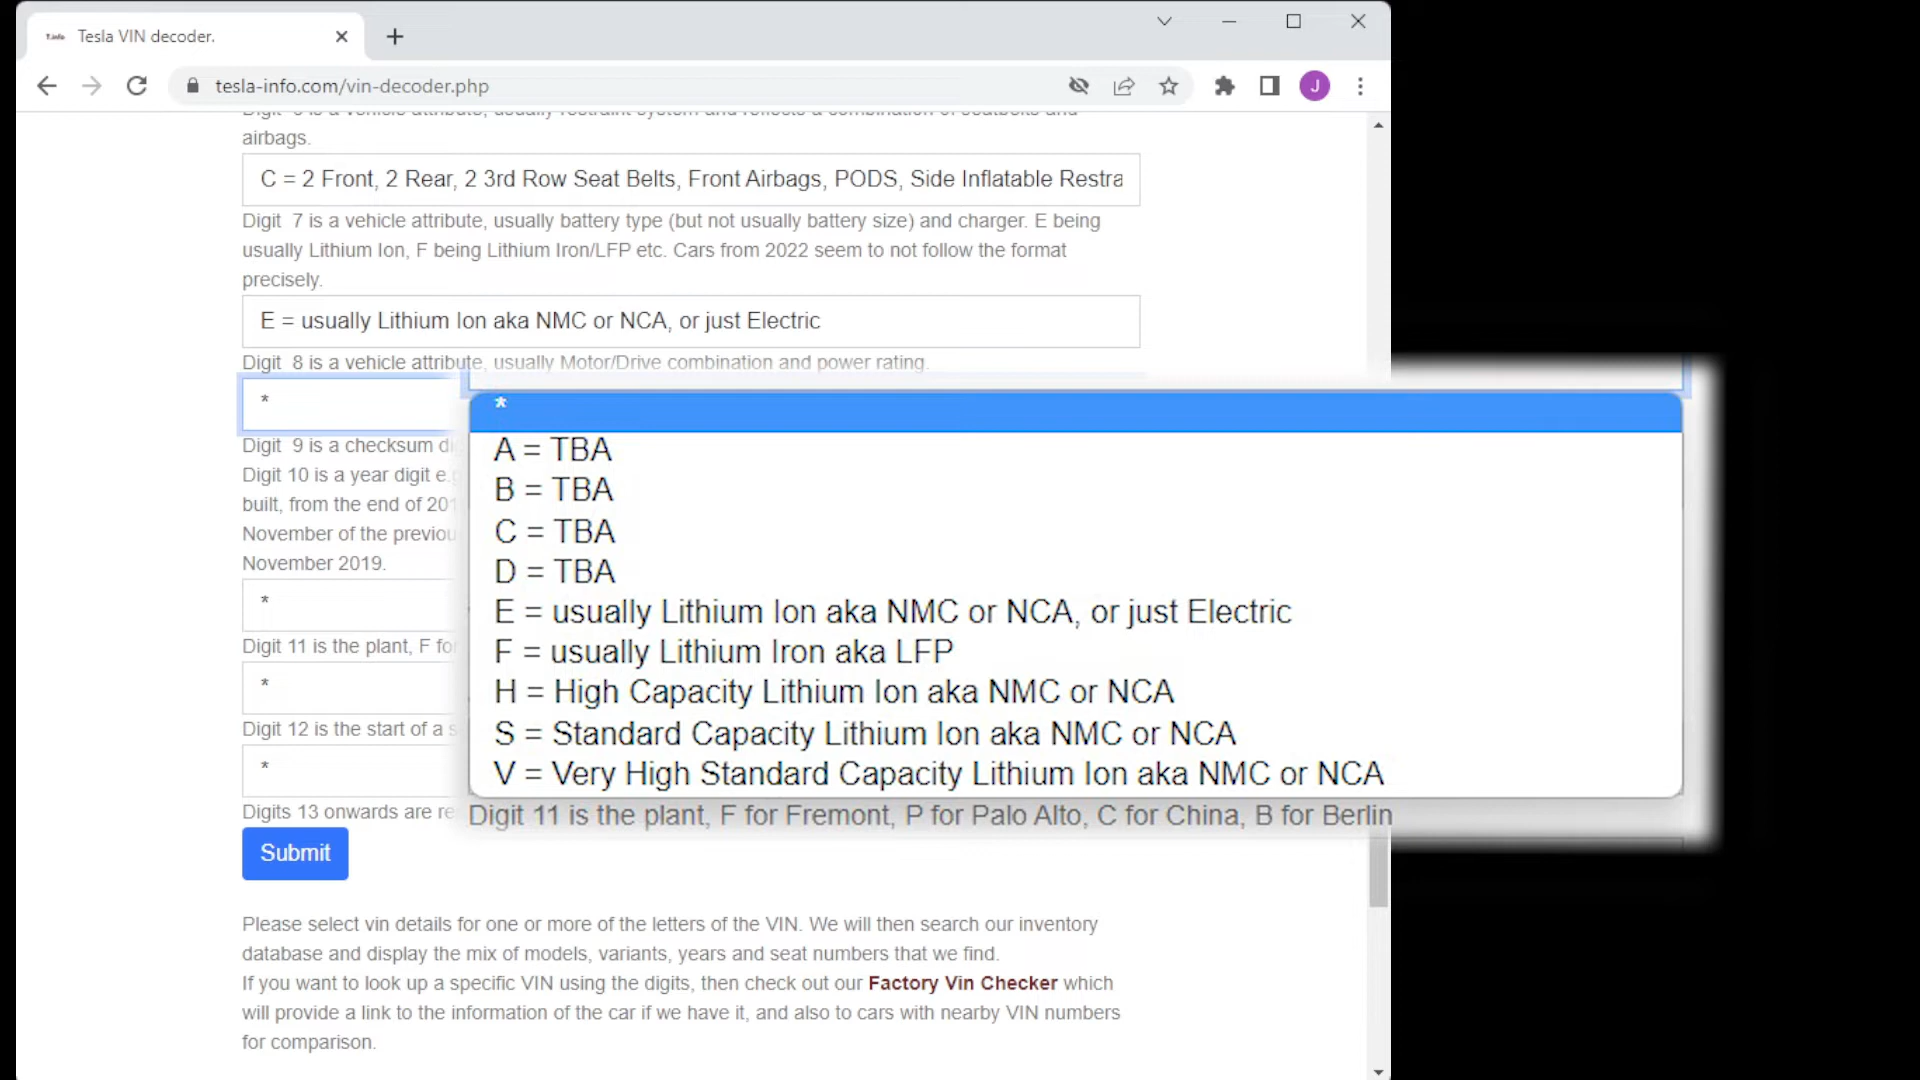 Tesla VIN decoder.
tesla-info.com/vin-decoder.php
J
airbags.
C = 2 Front, 2 Rear, 2 3rd Row Seat Belts, Front Airbags, PODS, Side Inflatable Restra
Digit 7 is a vehicle attribute, usually battery type (but not usually battery size) and charger. E being
usually Lithium Ion, F being Lithium Iron/LFP etc. Cars from 2022 seem to not follow the format
precisely.
E = usually Lithium Ion aka NMC or NCA, or just Electric
Digit 8 is a vehicle attribute, usually Motor/Drive combination and power rating.
*
Digit 9 is a checksum
Digit 10 is a year digit e.
built, from the end of 20
November of the previou
November 2019.
*
Digit 11 is the plant, F for
*
Digit 12 is the start of a s
*
Digits 13 onwards are re
*
A = TBA
B = TBA
C = TBA
D = TBA
E = usually Lithium Ion aka NMC or NCA, or just Electric
F = usually Lithium Iron aka LFP
H = High Capacity Lithium Ion aka NMC or NCA
S = Standard Capacity Lithium Ion aka NMC or NCA
V = Very High Standard Capacity Lithium Ion aka NMC or NCA
Digit 11 is the plant, F for Fremont, P for Palo Alto, C for China, B for Berlin
Submit
Please select vin details for one or more of the letters of the VIN. We will then search our inventory
database and display the mix of models, variants, years and seat numbers that we find.
If you want to look up a specific VIN using the digits, then check out our Factory Vin Checker which
will provide a link to the information of the car if we have it, and also to cars with nearby VIN numbers
for comparison.